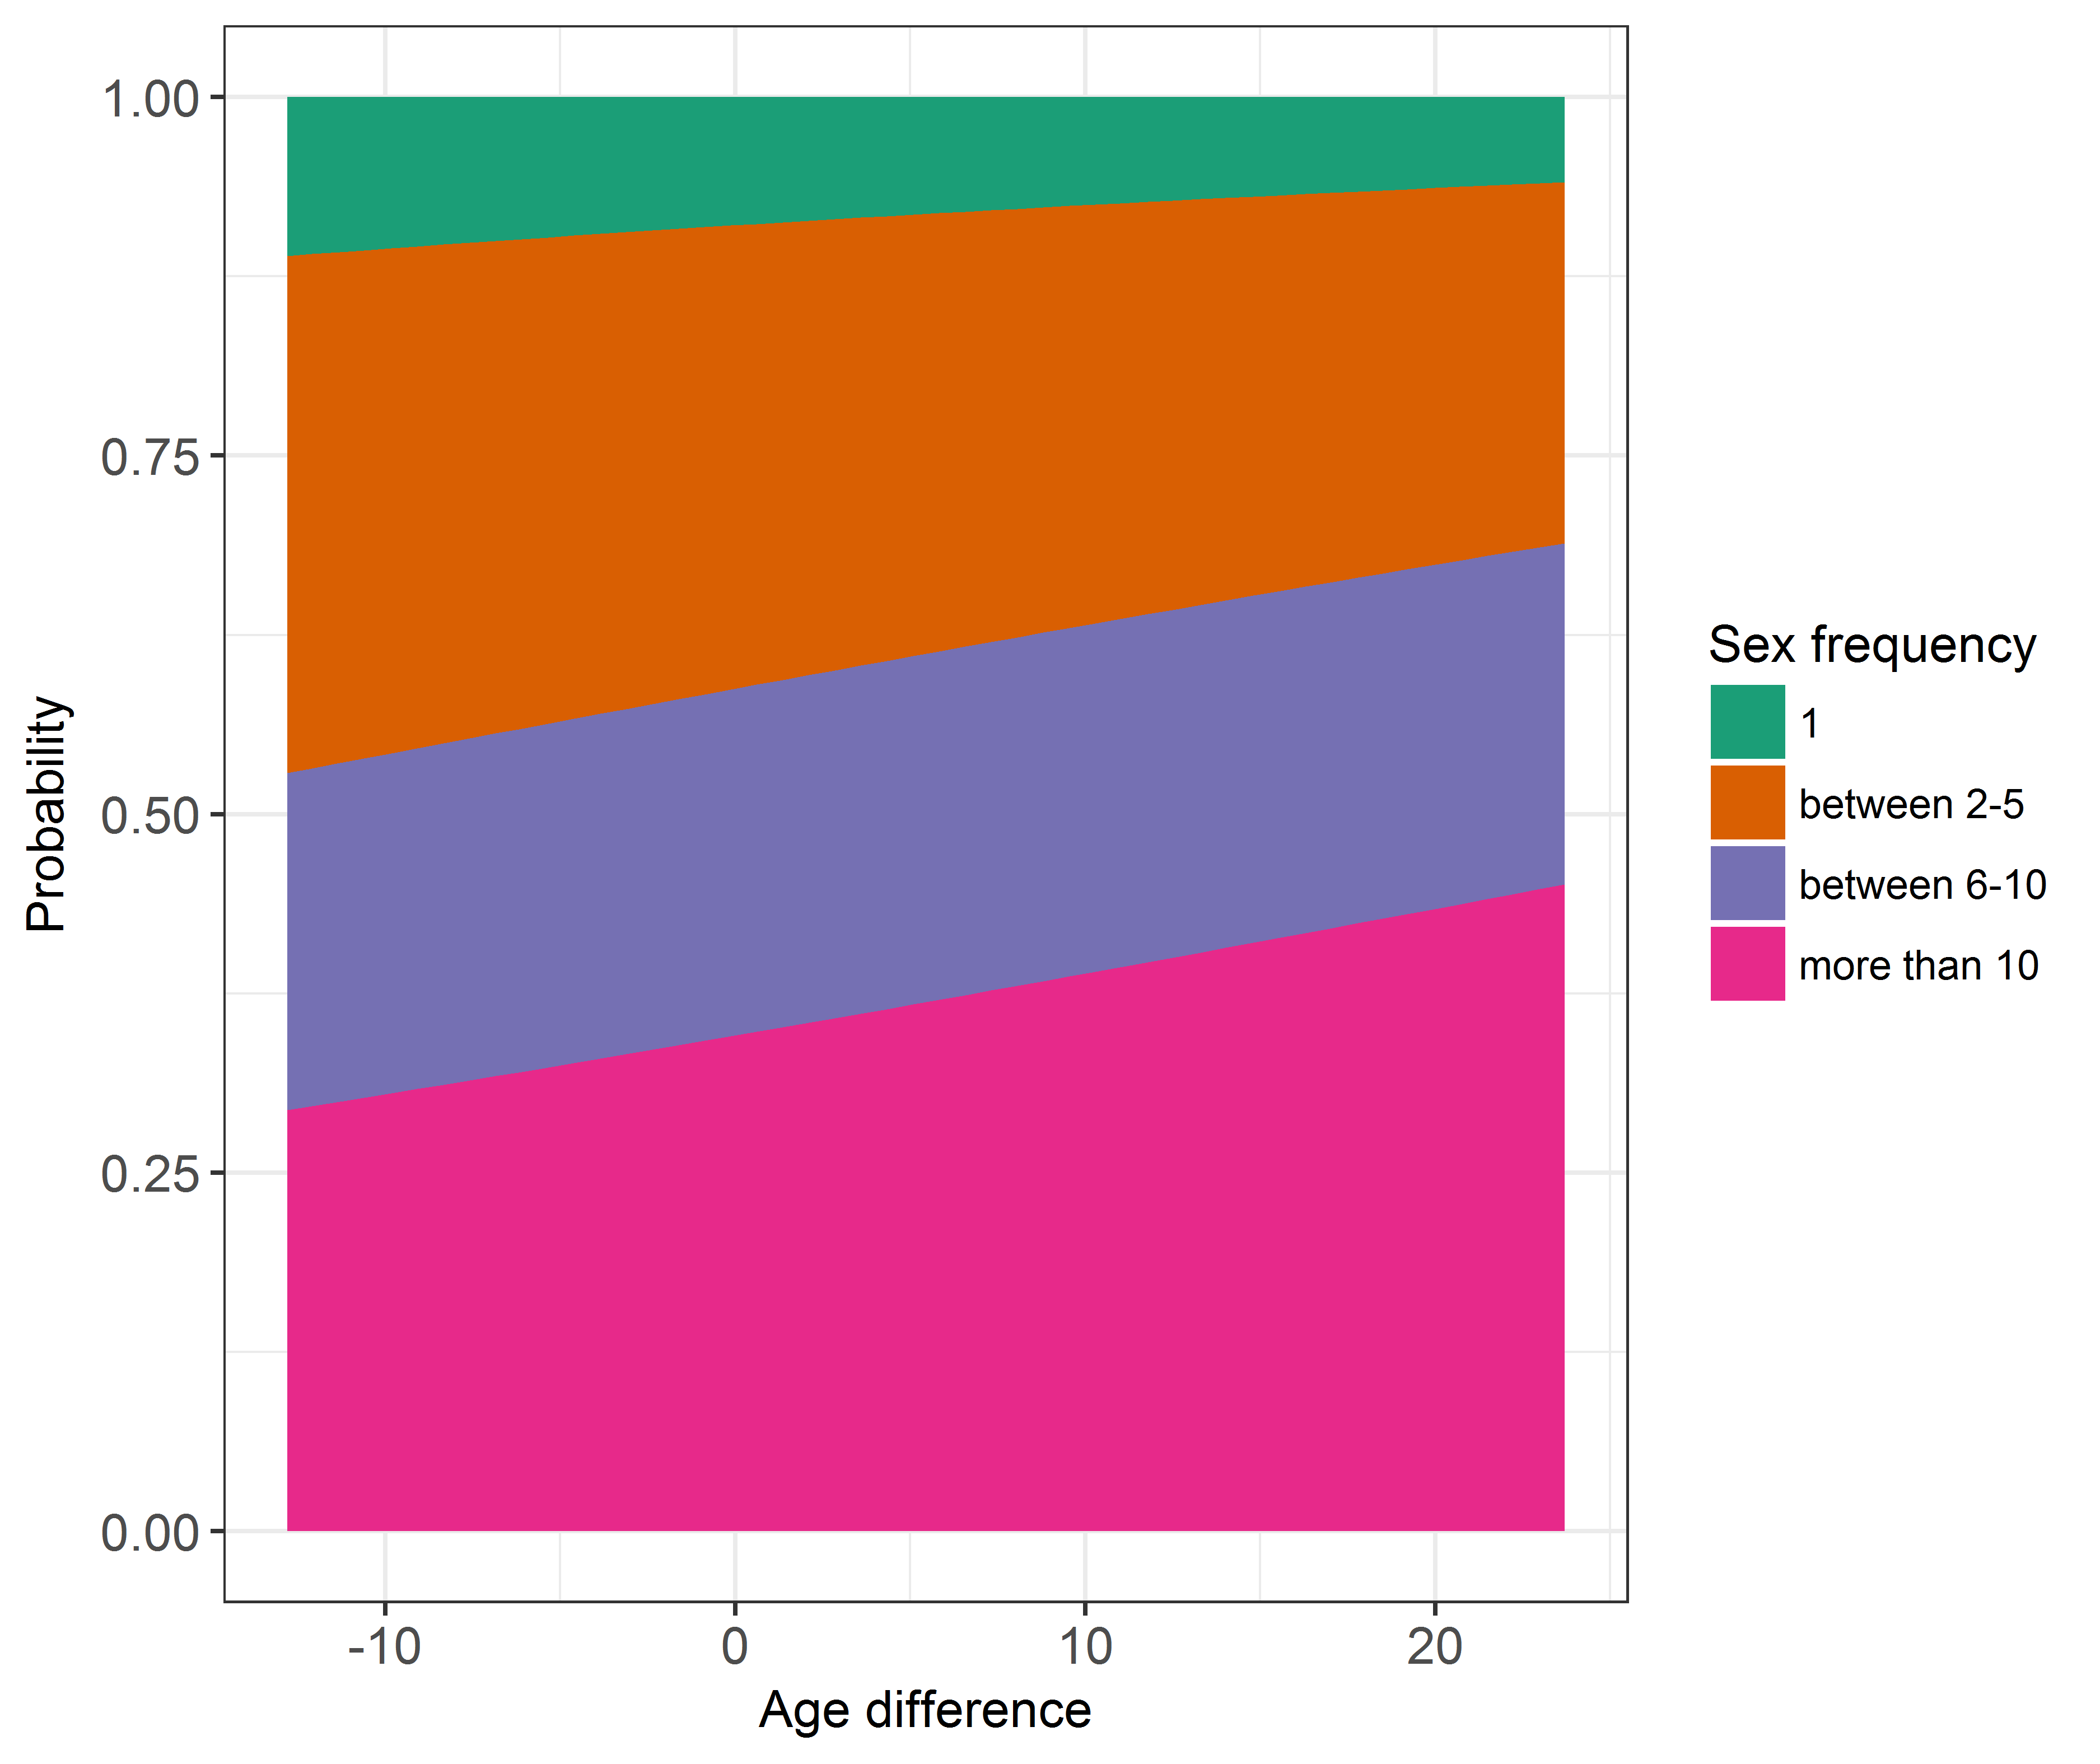 1.00
0.75
0.50
0.25
0.00
Probability
-10
0
10
20
Age difference
Sex frequency
1
between 2-5
between 6-10
more than 10